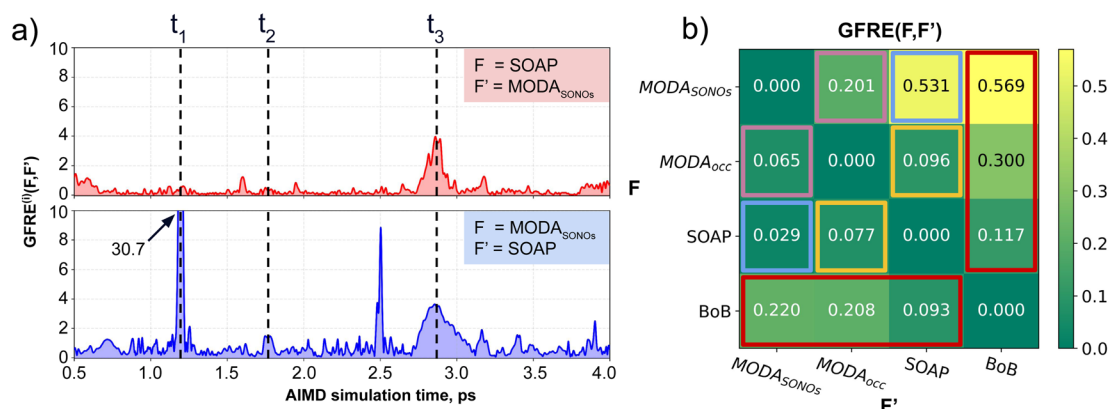 a)
t1 t2 t3
10
8
6
4
2
0
F = SOAP
F' = MODASONOs
GFRE(i)(F,F')
10
8
6
4
2
0
30.7
F = MODASONOs
F' = SOAP
0.5 1.0 1.5 2.0 2.5 3.0 3.5 4.0
AIMD simulation time, ps
b)
GFRE(F,F')
MODASONOs 0.000 0.201 0.531 0.569
MODAocc 0.065 0.000 0.096 0.300
F
SOAP 0.029 0.077 0.000 0.117
BoB 0.220 0.208 0.093 0.000
MODASONOs MODAocc SOAP BoB
F'
0.5
0.4
0.3
0.2
0.1
0.0